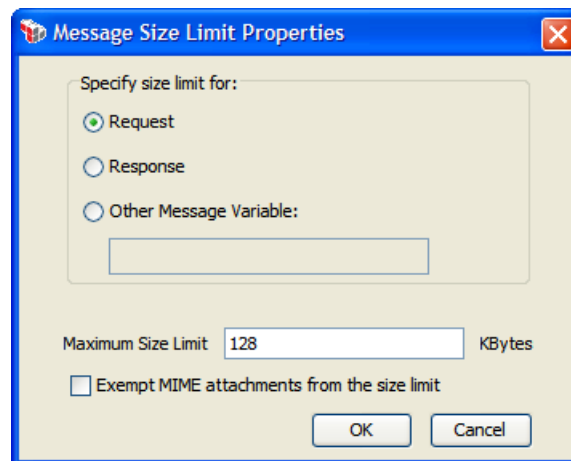 Message Size Limit Properties
Specify size limit for:
Request
Response
Other Message Variable:
Maximum Size Limit 128 KBytes
Exempt MIME attachments from the size limit
OK Cancel